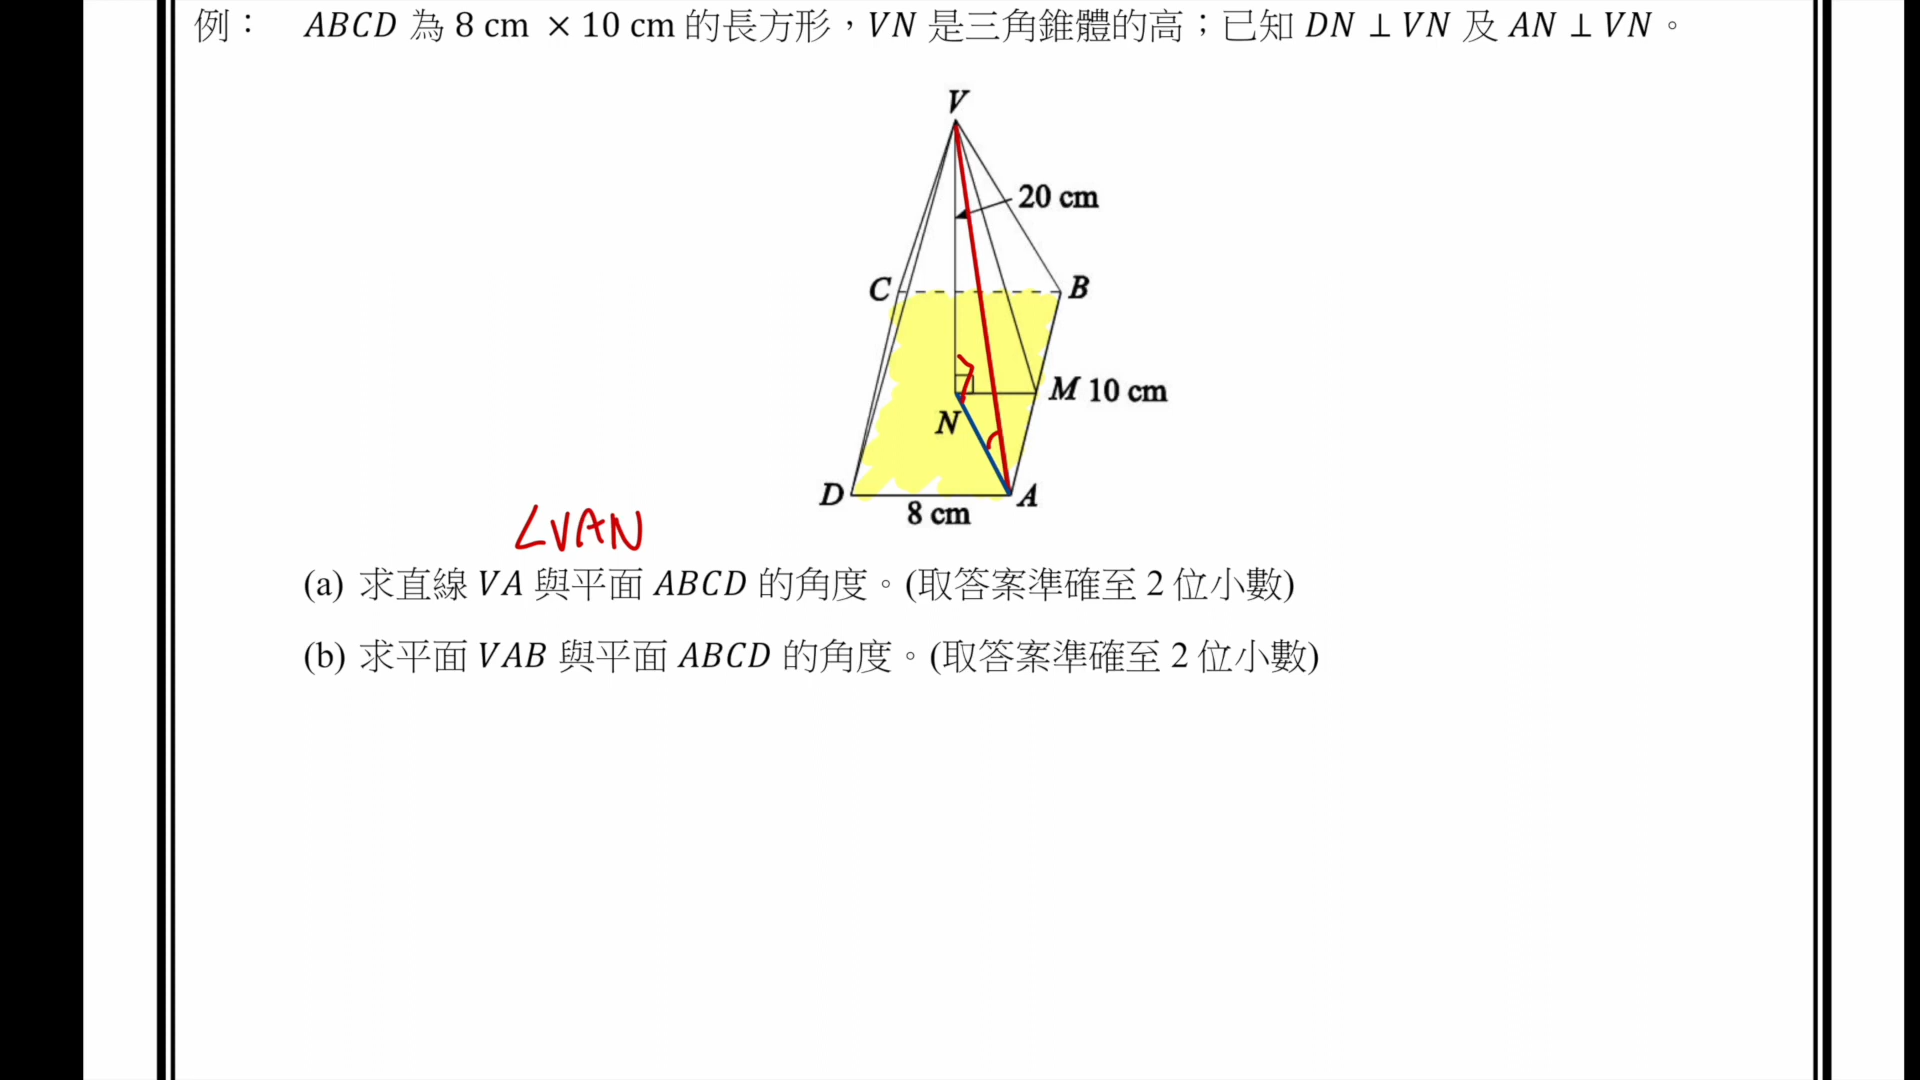 例： ABCD 為 8 cm × 10 cm 的長方形，VN 是三角錐體的高；已知 DN ⊥ VN 及 AN ⊥ VN。
V
20 cm
C
B
M 10 cm
N
D
A
8 cm
∠VAN
(a) 求直線 VA 與平面 ABCD 的角度。(取答案準確至 2 位小數)
(b) 求平面 VAB 與平面 ABCD 的角度。(取答案準確至 2 位小數)